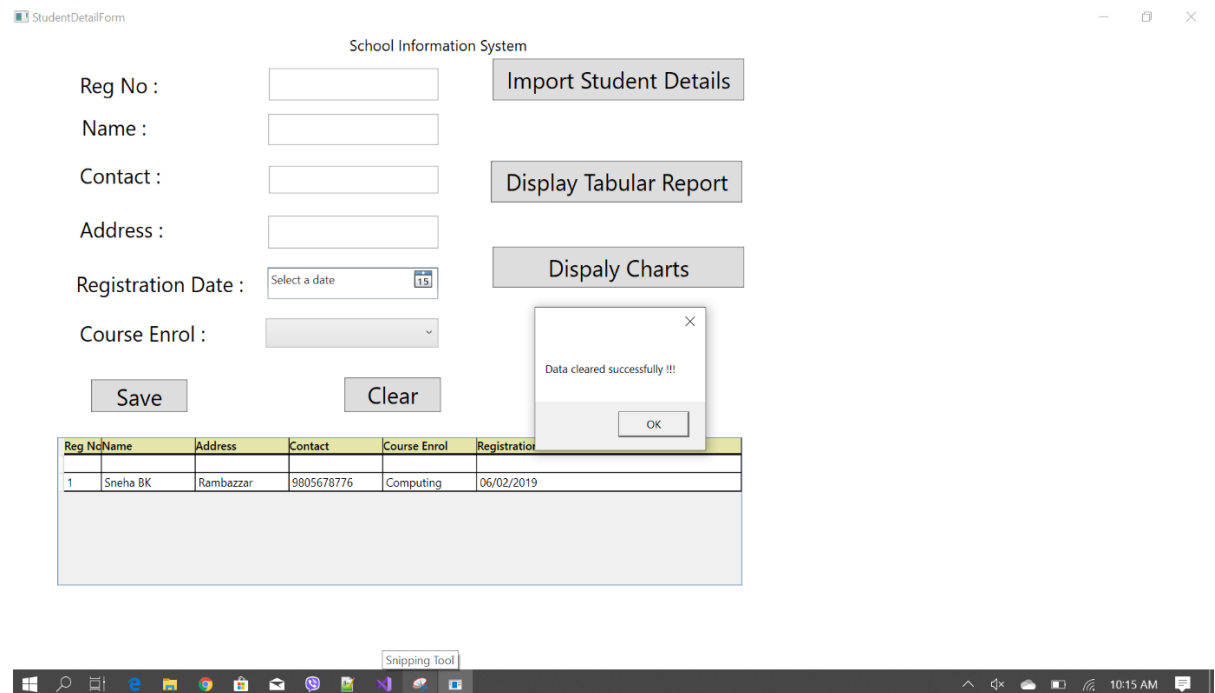 StudentDetailForm
School Information System
Reg No :
Import Student Details
Name :
Contact :
Display Tabular Report
Address :
Registration Date :
Select a date
15
Dispaly Charts
Course Enrol :
Data cleared successfully !!!
OK
Save
Clear
Reg No Name Address Contact Course Enrol Registration
1 Sneha BK Rambazzar 9805678776 Computing 06/02/2019
Snipping Tool
10:15 AM